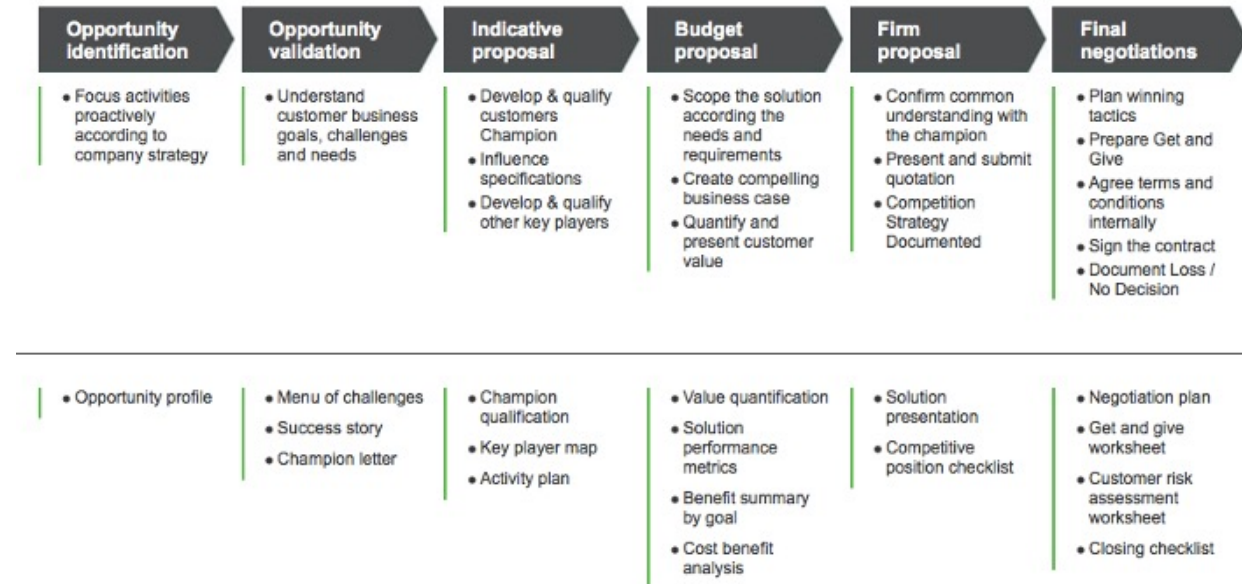 Opportunity
identification
Opportunity
validation
Indicative
proposal
Budget
proposal
Firm
proposal
Final
negotiations
• Focus activities
proactively
according to
company strategy
• Understand
customer business
goals, challenges
and needs
• Develop & qualify
customers
Champion
• Influence
specifications
• Develop & qualify
other key players
• Scope the solution
according the
needs and
requirements
• Create compelling
business case
• Quantify and
present customer
value
• Confirm common
understanding with
the champion
• Present and submit
quotation
• Competition
Strategy
Documented
• Plan winning
tactics
• Prepare Get and
Give
• Agree terms and
conditions
internally
• Sign the contract
• Document Loss /
No Decision
• Opportunity profile
• Menu of challenges
• Success story
• Champion letter
• Champion
qualification
• Key player map
• Activity plan
• Value quantification
• Solution
performance
metrics
• Benefit summary
by goal
• Cost benefit
analysis
• Solution
presentation
• Competitive
position checklist
• Negotiation plan
• Get and give
worksheet
• Customer risk
assessment
worksheet
• Closing checklist